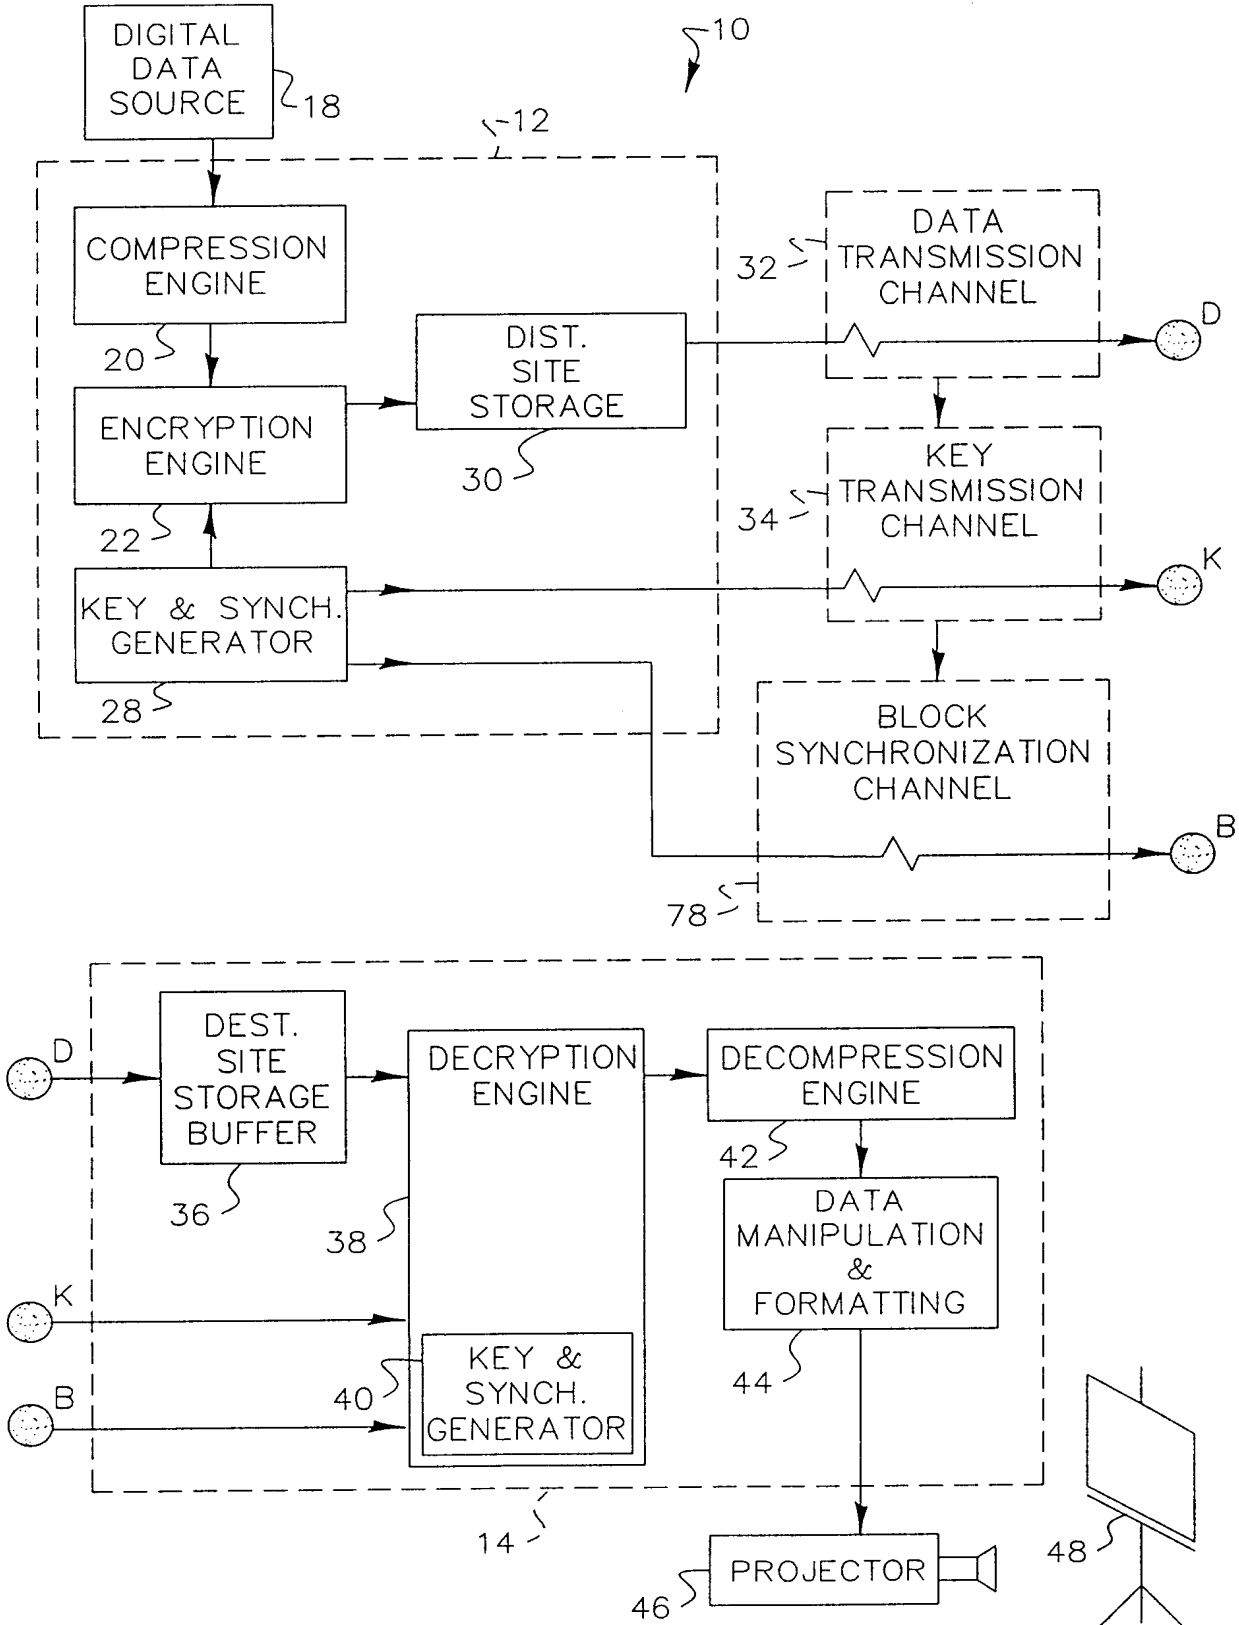 DIGITAL
DATA
SOURCE
18
10
12
COMPRESSION
ENGINE
20
ENCRYPTION
ENGINE
22
KEY & SYNCH.
GENERATOR
28
DIST.
SITE
STORAGE
30
DATA
TRANSMISSION
CHANNEL
32
D
KEY
TRANSMISSION
CHANNEL
34
K
BLOCK
SYNCHRONIZATION
CHANNEL
78
B
D
DEST.
SITE
STORAGE
BUFFER
36
DECRYPTION
ENGINE
38
DECOMPRESSION
ENGINE
42
DATA
MANIPULATION
&
FORMATTING
44
K
B
KEY &
SYNCH.
GENERATOR
40
14
PROJECTOR
46
48